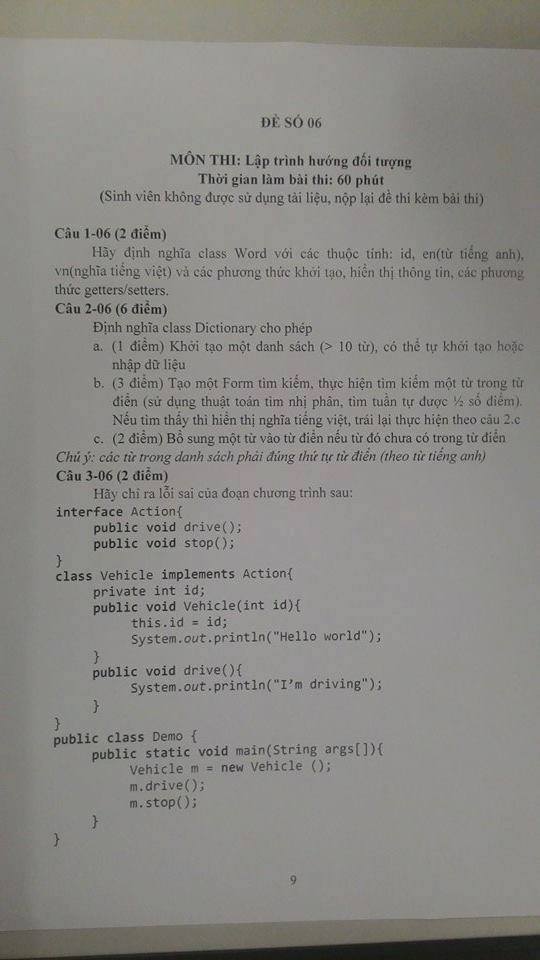 ĐỀ SỐ 06
MÔN THI: Lập trình hướng đối tượng
Thời gian làm bài thi: 60 phút
(Sinh viên không được sử dụng tài liệu, nộp lại đề thi kèm bài thi)
Câu 1-06 (2 điểm)
Hãy định nghĩa class Word với các thuộc tính: id, en(từ tiếng anh),
vn(nghĩa tiếng việt) và các phương thức khởi tạo, hiển thị thông tin, các phương
thức getters/setters.
Câu 2-06 (6 điểm)
Định nghĩa class Dictionary cho phép
a. (1 điểm) Khởi tạo một danh sách (> 10 từ), có thể tự khởi tạo hoặc
nhập dữ liệu
b. (3 điểm) Tạo một Form tìm kiếm, thực hiện tìm kiếm một từ trong từ
điển (sử dụng thuật toán tìm nhị phân, tìm tuần tự được ½ số điểm).
Nếu tìm thấy thì hiển thị nghĩa tiếng việt, trái lại thực hiện theo câu 2.c
c. (2 điểm) Bổ sung một từ vào từ điển nếu từ đó chưa có trong từ điển
Chú ý: các từ trong danh sách phải đúng thứ tự từ điển (theo từ tiếng anh)
Câu 3-06 (2 điểm)
Hãy chỉ ra lỗi sai của đoạn chương trình sau:
interface Action{
public void drive();
public void stop();
}
class Vehicle implements Action{
private int id;
public void Vehicle(int id){
this.id = id;
System.out.println("Hello world");
}
public void drive(){
System.out.println("I’m driving");
}
}
public class Demo {
public static void main(String args[]){
Vehicle m = new Vehicle ();
m.drive();
m.stop();
}
}
9